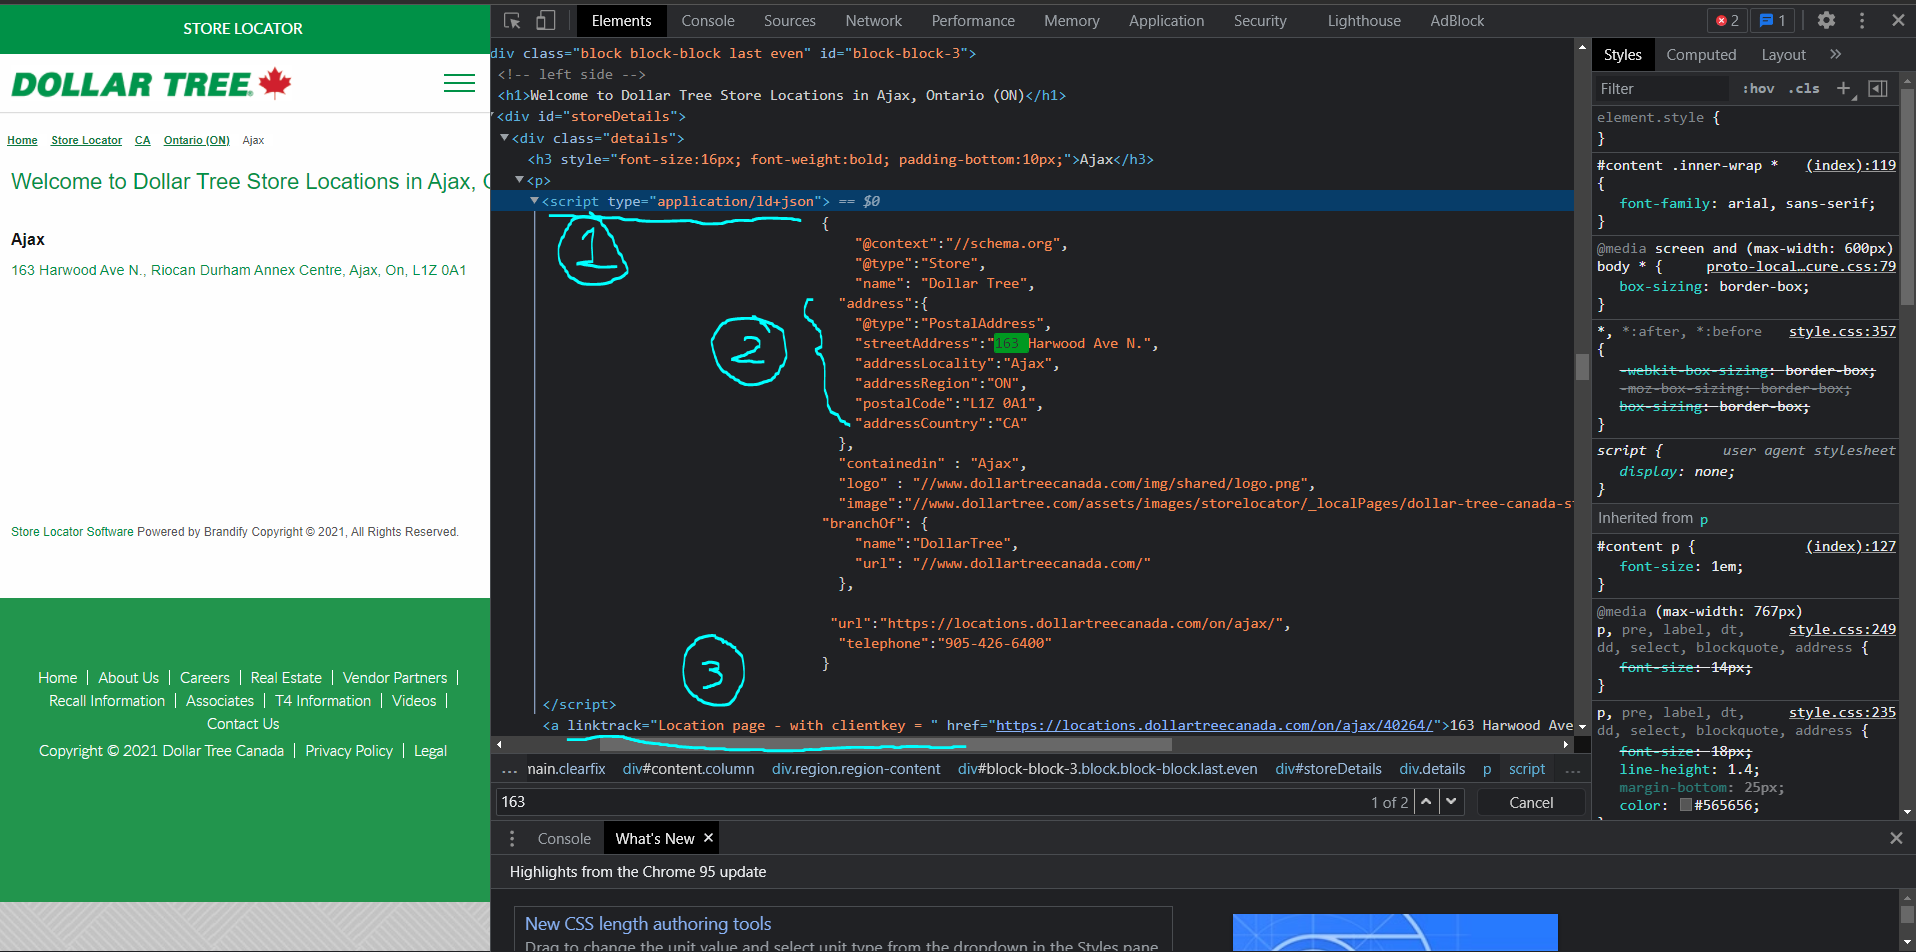 STORE LOCATOR
DOLLAR TREE
Home Store Locator CA Ontario (ON) Ajax
Welcome to Dollar Tree Store Locations in Ajax,
Ajax
163 Harwood Ave N., Riocan Durham Annex Centre, Ajax, On, L1Z 0A1
Store Locator Software Powered by Brandify Copyright © 2021, All Rights Reserved.
Home | About Us | Careers | Real Estate | Vendor Partners |
Recall Information | Associates | T4 Information | Videos |
Contact Us
Copyright © 2021 Dollar Tree Canada | Privacy Policy | Legal
Elements Console Sources Network Performance Memory Application Security Lighthouse AdBlock 2 1
div class="block block-block last even" id="block-block-3">
<!-- left side -->
<h1>Welcome to Dollar Tree Store Locations in Ajax, Ontario (ON)</h1>
<div id="storeDetails">
<div class="details">
<h3 style="font-size:16px; font-weight:bold; padding-bottom:10px;">Ajax</h3>
<p>
<script type="application/ld+json"> == $0
1
{
"@context":"//schema.org",
"@type":"Store",
"name": "Dollar Tree",
"address":{
2
"@type":"PostalAddress",
"streetAddress":"163 Harwood Ave N.",
"addressLocality":"Ajax",
"addressRegion":"ON",
"postalCode":"L1Z 0A1",
"addressCountry":"CA"
},
"containedin" : "Ajax",
"logo" : "//www.dollartreecanada.com/img/shared/logo.png",
"image":"//www.dollartree.com/assets/images/storelocator/_localPages/dollar-tree-canada-st
"branchOf": {
"name":"DollarTree",
"url": "//www.dollartreecanada.com/"
},
"url":"https://locations.dollartreecanada.com/on/ajax/",
"telephone":"905-426-6400"
3
}
</script>
<a linktrack="Location page - with clientkey = " href="https://locations.dollartreecanada.com/on/ajax/40264/">163 Harwood Ave
... nain.clearfix div#content.column div.region.region-content div#block-block-3.block.block-block.last.even div#storeDetails div.details p script ...
163 1 of 2 Cancel
Console What's New ×
Highlights from the Chrome 95 update
New CSS length authoring tools
Drag to change the unit value and select unit type from the dropdown in the Styles pane
Styles Computed Layout »
Filter :hov .cls +
element.style {
}
#content .inner-wrap * (index):119
{
font-family: arial, sans-serif;
}
@media screen and (max-width: 600px)
body * { proto-local…cure.css:79
box-sizing: border-box;
}
*, *:after, *:before style.css:357
{
-webkit-box-sizing: border-box;
-moz-box-sizing: border-box;
box-sizing: border-box;
}
script { user agent stylesheet
display: none;
}
Inherited from p
#content p { (index):127
font-size: 1em;
}
@media (max-width: 767px)
p, pre, label, dt, style.css:249
dd, select, blockquote, address {
font-size: 14px;
}
p, pre, label, dt, style.css:235
dd, select, blockquote, address {
font-size: 18px;
line-height: 1.4;
margin-bottom: 25px;
color: #565656;